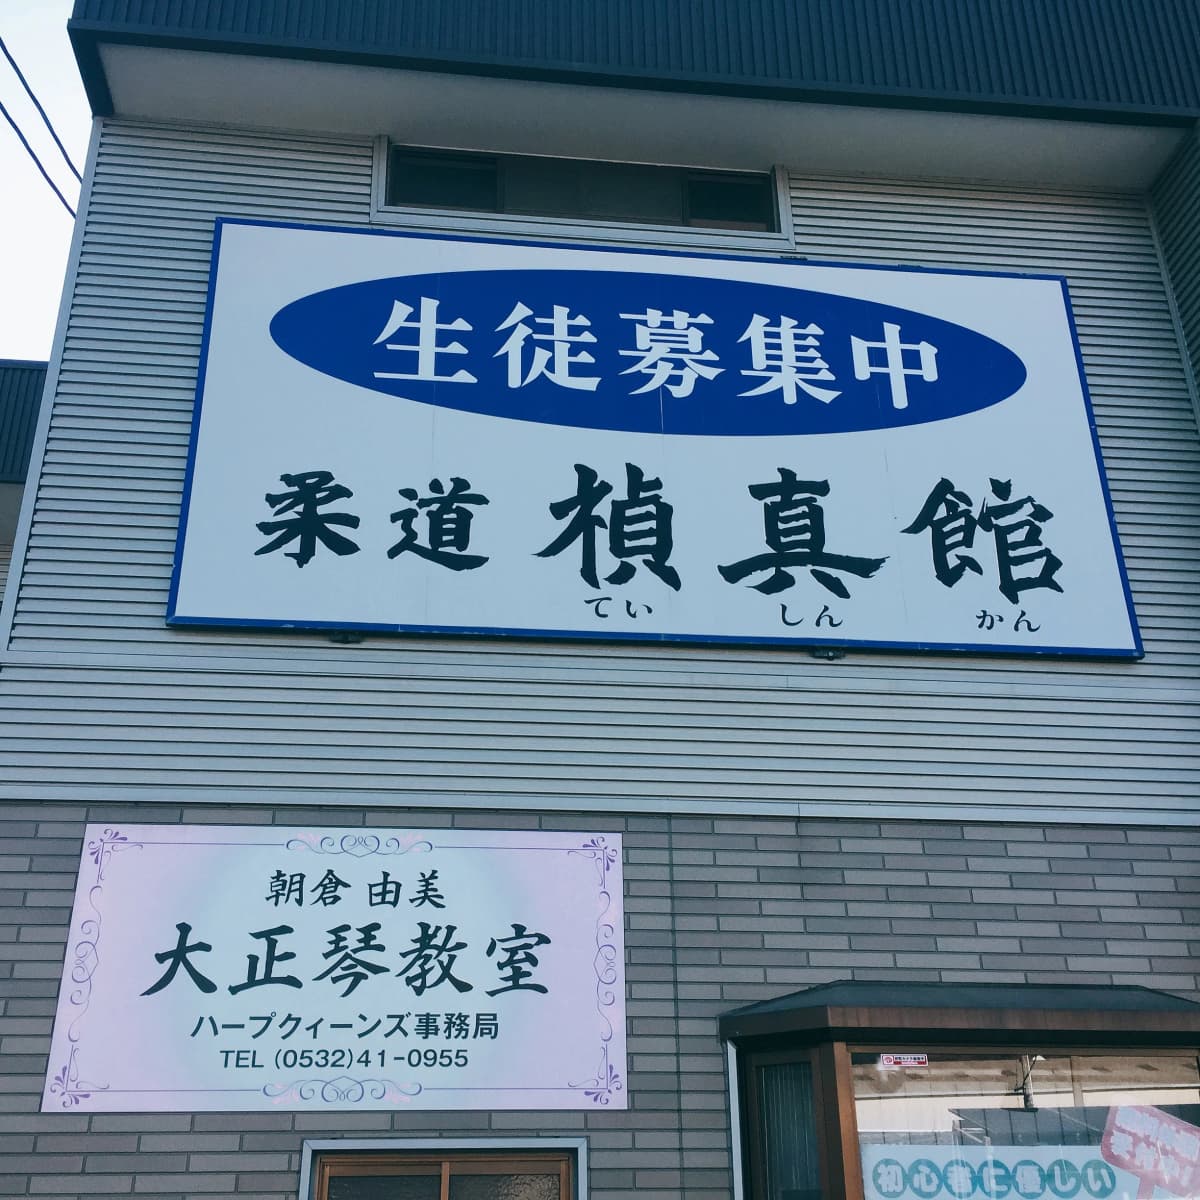 生徒募集中
柔道 禎真館
てい しん かん
朝倉 由美
大正琴教室
ハープクィーンズ事務局
TEL (0532)41-0955
初心者に優しい